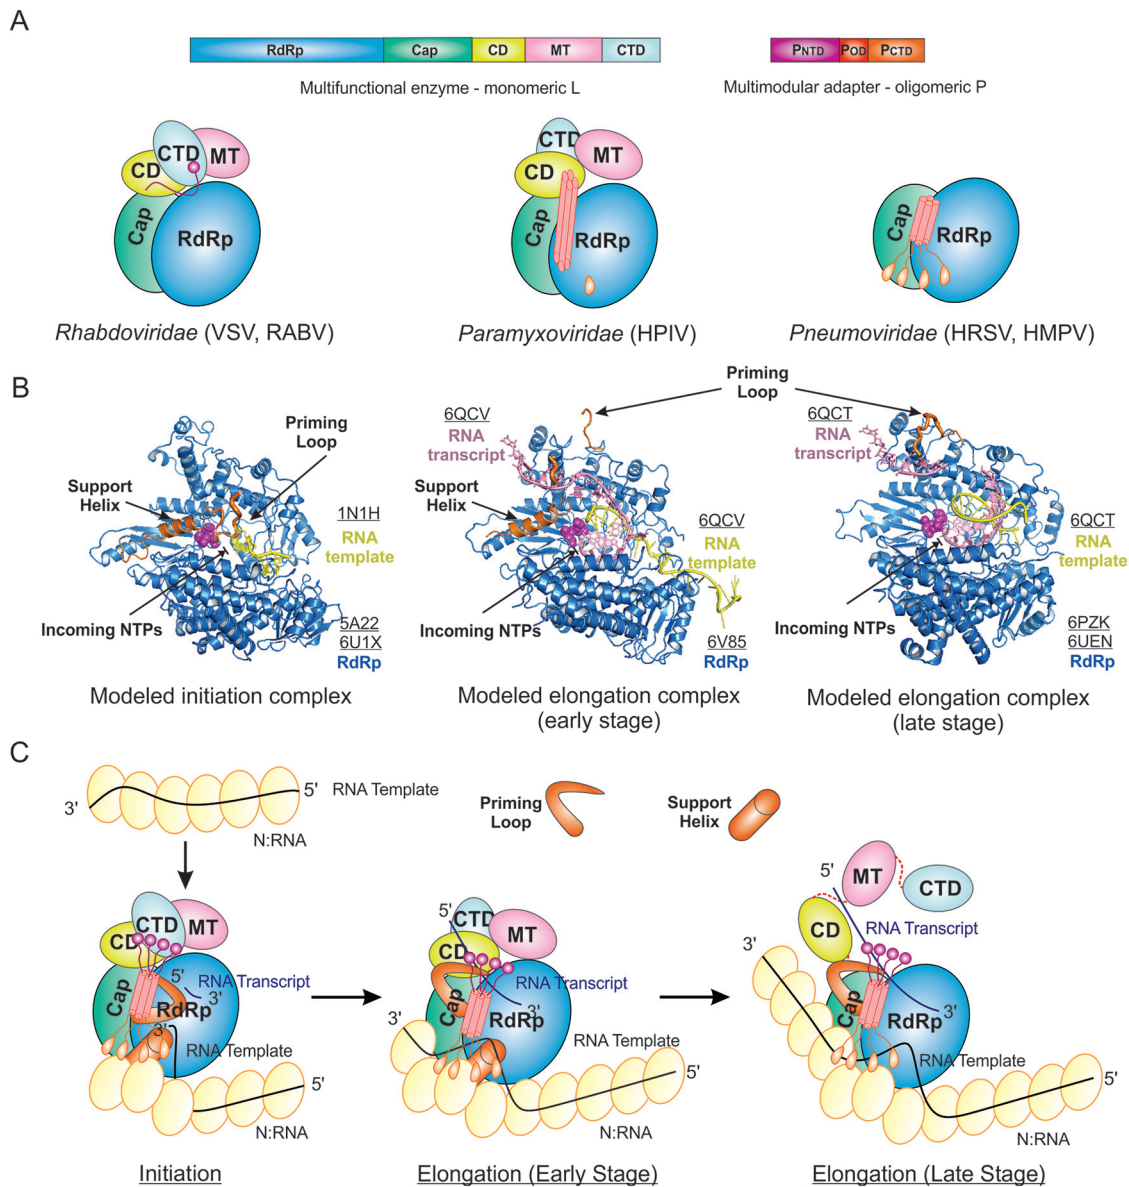 A
RdRp Cap CD MT CTD
PNTD POD PCTD
Multifunctional enzyme - monomeric L
Multimodular adapter - oligomeric P
CTD
MT
CD
Cap
RdRp
Rhabdoviridae (VSV, RABV)
CTD
MT
CD
Cap
RdRp
Paramyxoviridae (HPIV)
Cap
RdRp
Pneumoviridae (HRSV, HMPV)
B
Priming
Loop
Priming
Loop
Support
Helix
1N1H
RNA
template
Incoming NTPs
5A22
6U1X
RdRp
Modeled initiation complex
6QCV
RNA
transcript
Support
Helix
6QCV
RNA
template
Incoming NTPs
6V85
RdRp
Modeled elongation complex
(early stage)
6QCT
RNA
transcript
6QCT
RNA
template
Incoming NTPs
6PZK
6UEN
RdRp
Modeled elongation complex
(late stage)
C
3'
5'
RNA Template
N:RNA
Priming
Loop
Support
Helix
CTD
MT
CD
5'
RNA Transcript
3'
Cap
RdRp
3'
RNA Template
5'
N:RNA
Initiation
5'
CTD
MT
CD
RNA Transcript
3'
Cap
RdRp
3'
RNA Template
5'
N:RNA
Elongation (Early Stage)
5'
MT
CTD
CD
RNA Transcript
3'
3'
Cap
RdRp
RNA Template
5'
N:RNA
Elongation (Late Stage)